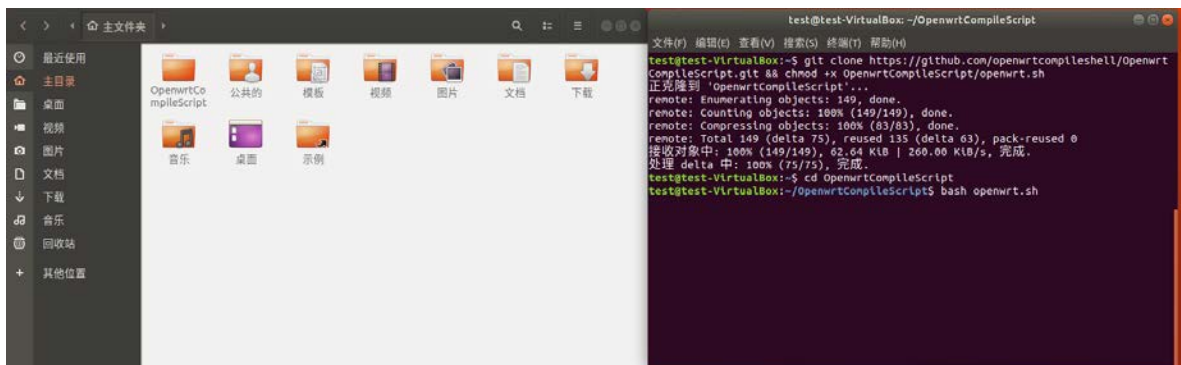 主文件夹
最近使用
主目录
桌面
视频
图片
文档
下载
音乐
回收站
+ 其他位置
OpenwrtCo
mpileScript
公共的
模板
视频
图片
文档
下载
音乐
桌面
示例
test@test-VirtualBox: ~/OpenwrtCompileScript
文件(F) 编辑(E) 查看(V) 搜索(S) 终端(T) 帮助(H)
test@test-VirtualBox:~$ git clone https://github.com/openwrtcompileshell/Openwrt
CompileScript.git && chmod +x OpenwrtCompileScript/openwrt.sh
正克隆到 'OpenwrtCompileScript'...
remote: Enumerating objects: 149, done.
remote: Counting objects: 100% (149/149), done.
remote: Compressing objects: 100% (83/83), done.
remote: Total 149 (delta 75), reused 135 (delta 63), pack-reused 0
接收对象中: 100% (149/149), 62.64 KiB | 260.00 KiB/s, 完成.
处理 delta 中: 100% (75/75), 完成.
test@test-VirtualBox:~$ cd OpenwrtCompileScript
test@test-VirtualBox:~/OpenwrtCompileScript$ bash openwrt.sh